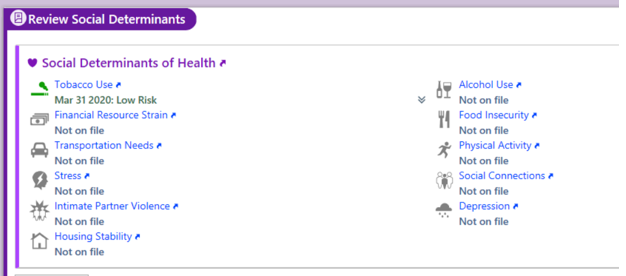 Review Social Determinants
Social Determinants of Health
Tobacco Use
Mar 31 2020: Low Risk
Financial Resource Strain
Not on file
Transportation Needs
Not on file
Stress
Not on file
Intimate Partner Violence
Not on file
Housing Stability
Not on file
Alcohol Use
Not on file
Food Insecurity
Not on file
Physical Activity
Not on file
Social Connections
Not on file
Depression
Not on file